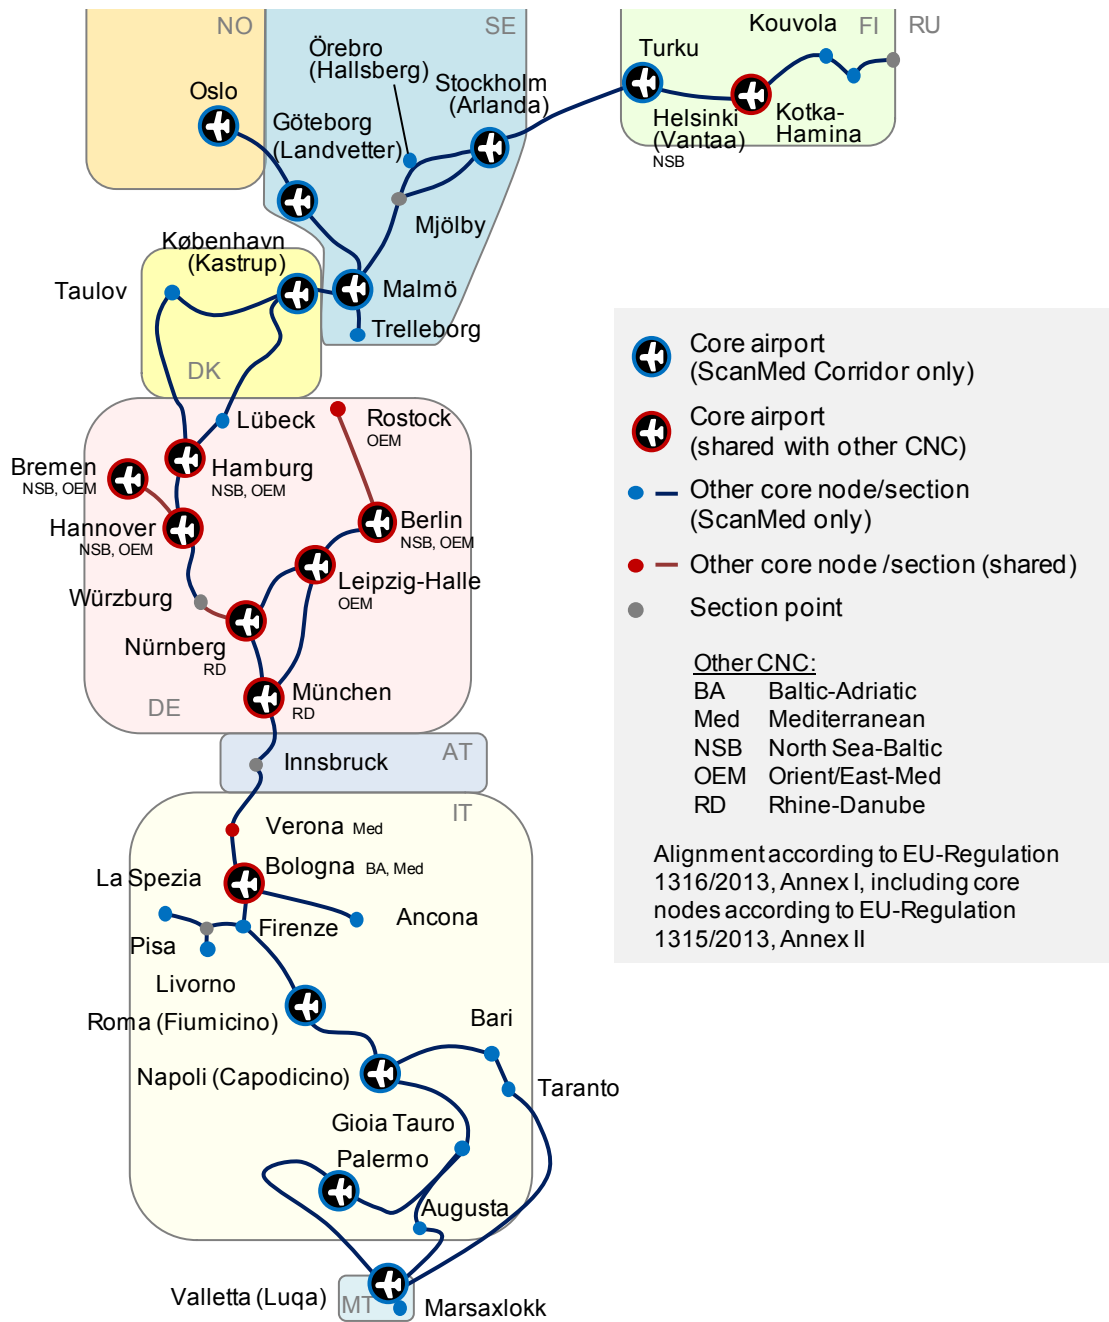 NO
SE
FI
RU
Kouvola
Turku
Örebro
(Hallsberg)
Stockholm
(Arlanda)
Oslo
Göteborg
(Landvetter)
Helsinki
(Vantaa)
NSB
Kotka-
Hamina
Mjölby
København
(Kastrup)
Taulov
Malmö
Trelleborg
DK
Lübeck
Rostock
OEM
Bremen
NSB, OEM
Hamburg
NSB, OEM
Hannover
NSB, OEM
Berlin
NSB, OEM
Leipzig-Halle
OEM
Würzburg
Nürnberg
RD
München
RD
DE
AT
Innsbruck
IT
Verona Med
Bologna BA, Med
La Spezia
Ancona
Firenze
Pisa
Livorno
Roma (Fiumicino)
Bari
Napoli (Capodicino)
Taranto
Gioia Tauro
Palermo
Augusta
Valletta (Luqa)
MT
Marsaxlokk
Core airport
(ScanMed Corridor only)
Core airport
(shared with other CNC)
Other core node/section
(ScanMed only)
Other core node /section (shared)
Section point
Other CNC:
BA Baltic-Adriatic
Med Mediterranean
NSB North Sea-Baltic
OEM Orient/East-Med
RD Rhine-Danube
Alignment according to EU-Regulation
1316/2013, Annex I, including core
nodes according to EU-Regulation
1315/2013, Annex II